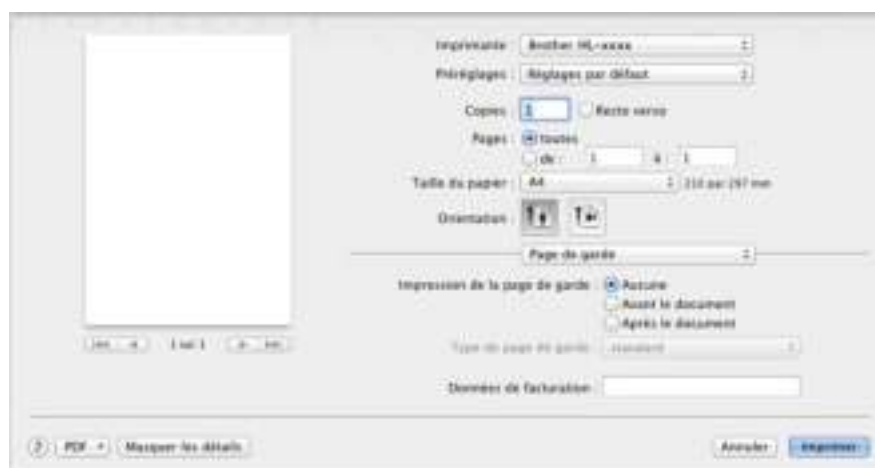 Imprimante : Brother HL-xxxx
Préréglages : Réglages par défaut
Copies : 1 Recto verso
Pages : toutes
de : 1 à : 1
Taille du papier : A4 210 par 297 mm
Orientation :
Page de garde
Impression de la page de garde : Aucune
Avant le document
Après le document
Type de page de garde : standard
Données de facturation :
1 sur 1
? PDF Masquer les détails Annuler Imprimer